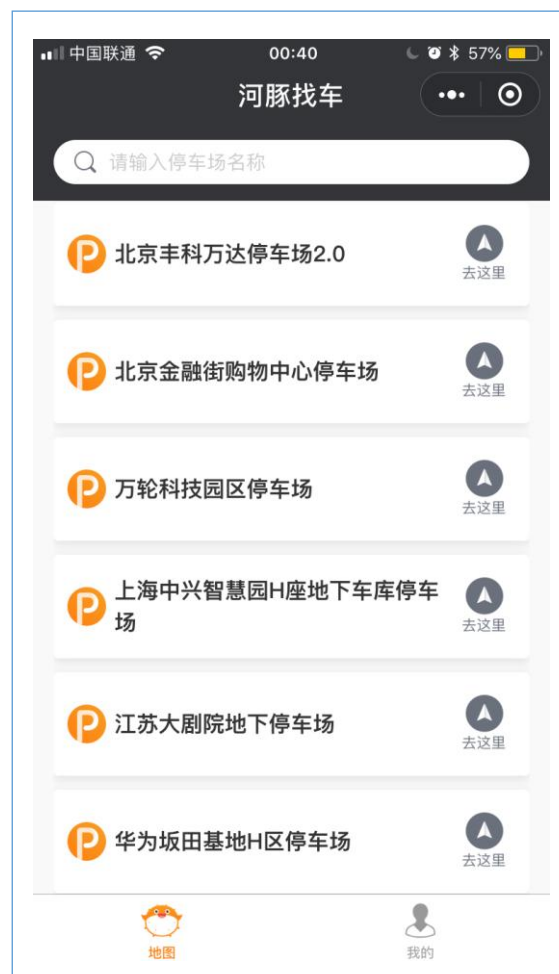 中国联通 00:40 57%
河豚找车
请输入停车场名称
北京丰科万达停车场2.0
去这里
北京金融街购物中心停车场
去这里
万轮科技园区停车场
去这里
上海中兴智慧园H座地下车库停车
场
去这里
江苏大剧院地下停车场
去这里
华为坂田基地H区停车场
去这里
地图 我的